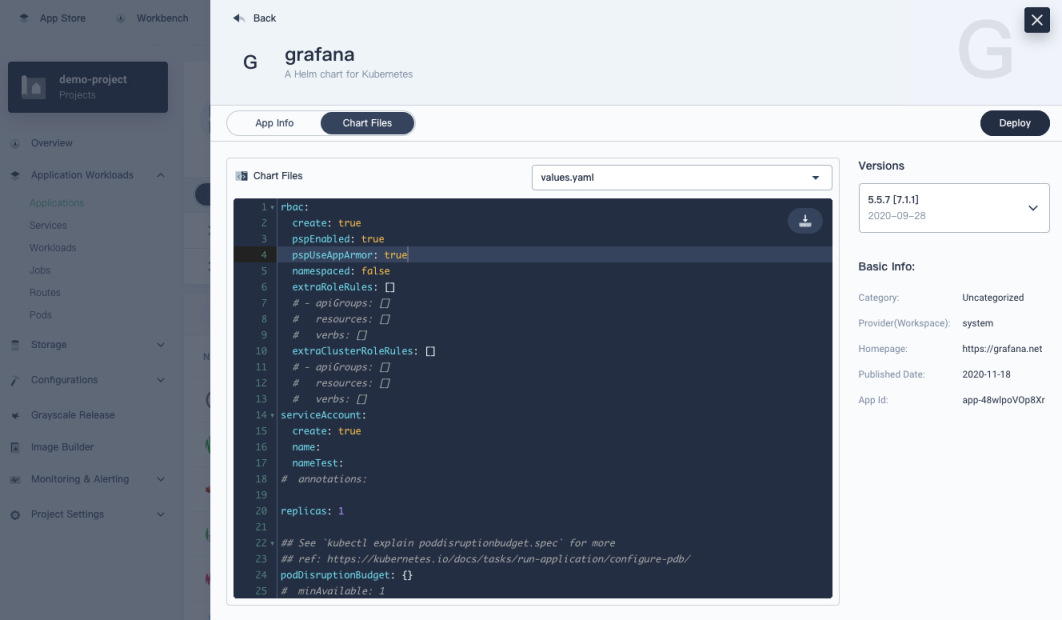 App Store Workbench
demo-project
Projects
Overview
Application Workloads
Applications
Services
Workloads
Jobs
Routes
Pods
Storage
Configurations
Grayscale Release
Image Builder
Monitoring & Alerting
Project Settings
N
Back
G
grafana
A Helm chart for Kubernetes
G
App Info
Chart Files
Deploy
Chart Files
values.yaml
1 rbac:
2 create: true
3 pspEnabled: true
4 pspUseAppArmor: true
5 namespaced: false
6 extraRoleRules: []
7 # - apiGroups: []
8 #   resources: []
9 #   verbs: []
10 extraClusterRoleRules: []
11 # - apiGroups: []
12 #   resources: []
13 #   verbs: []
14 serviceAccount:
15 create: true
16 name:
17 nameTest:
18 #  annotations:
19
20 replicas: 1
21
22 ## See `kubectl explain poddisruptionbudget.spec` for more
23 ## ref: https://kubernetes.io/docs/tasks/run-application/configure-pdb/
24 podDisruptionBudget: {}
25 #  minAvailable: 1
Versions
5.5.7 [7.1.1]
2020-09-28
Basic Info:
Category: Uncategorized
Provider(Workspace): system
Homepage: https://grafana.net
Published Date: 2020-11-18
App Id: app-48wlpoVOp8Xr